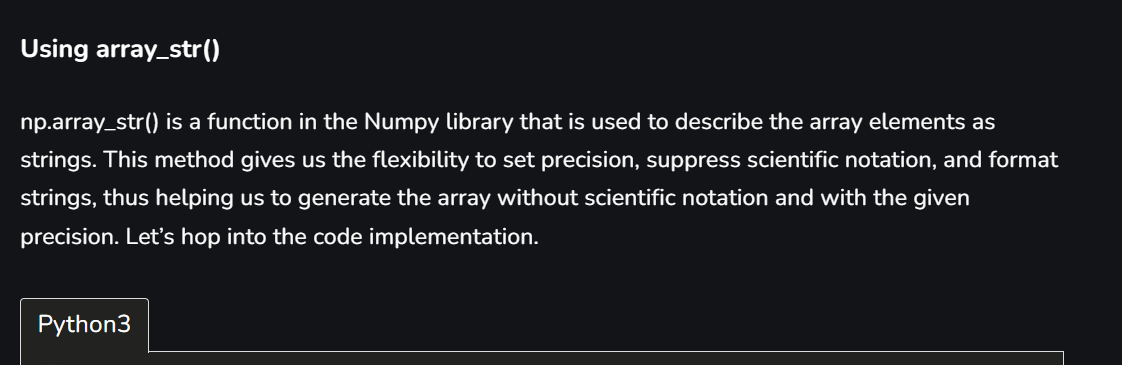 Using array_str()
np.array_str() is a function in the Numpy library that is used to describe the array elements as
strings. This method gives us the flexibility to set precision, suppress scientific notation, and format
strings, thus helping us to generate the array without scientific notation and with the given
precision. Let’s hop into the code implementation.
Python3